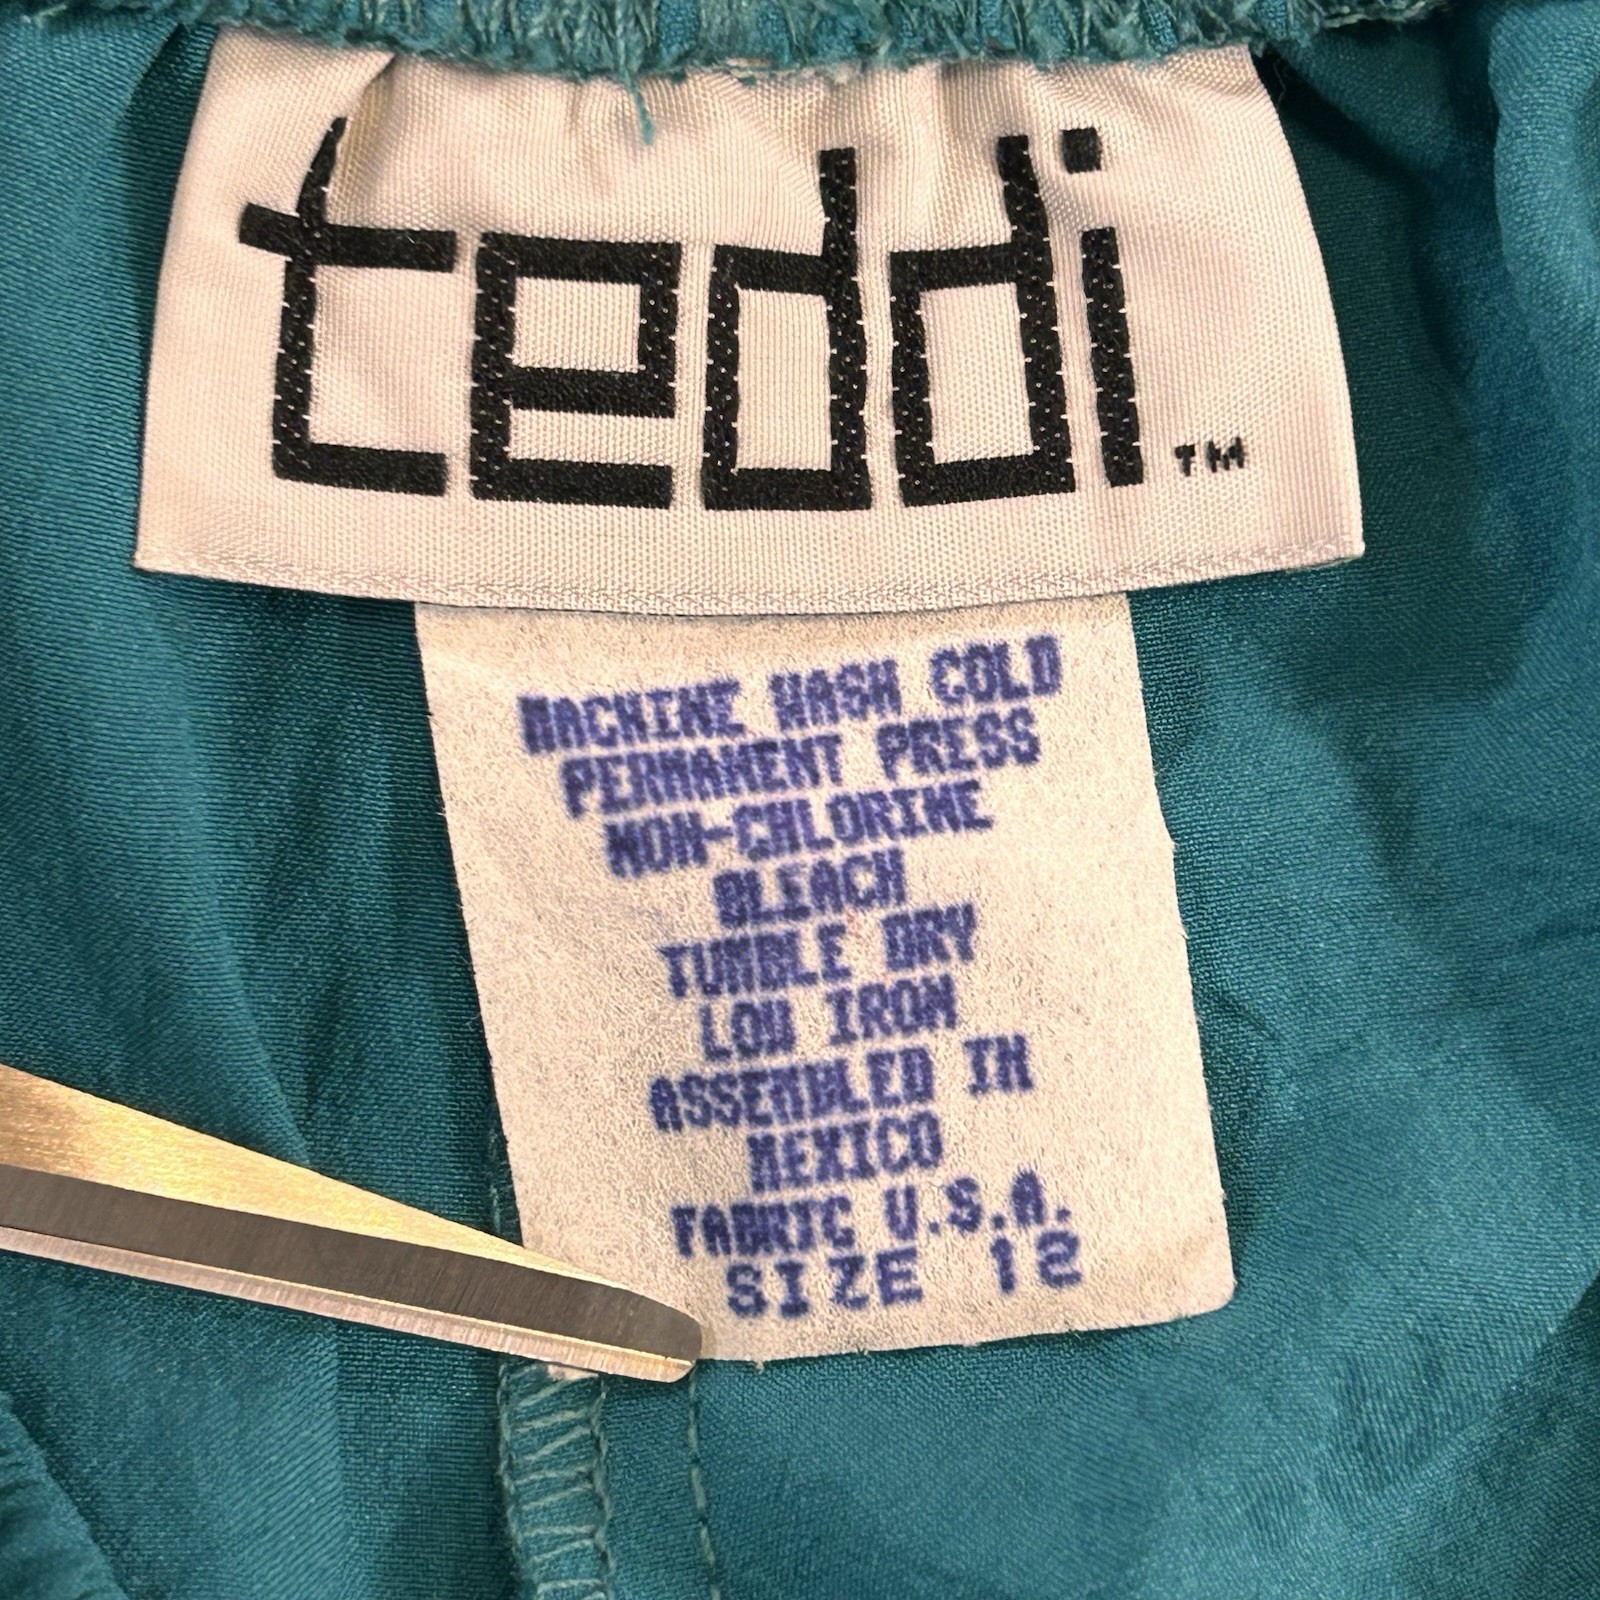 teddi
TM
MACHINE WASH COLD
PERMANENT PRESS
NON-CHLORINE
BLEACH
TUMBLE DRY
LOW IRON
ASSEMBLED IN
MEXICO
FABRIC U.S.A.
SIZE 12